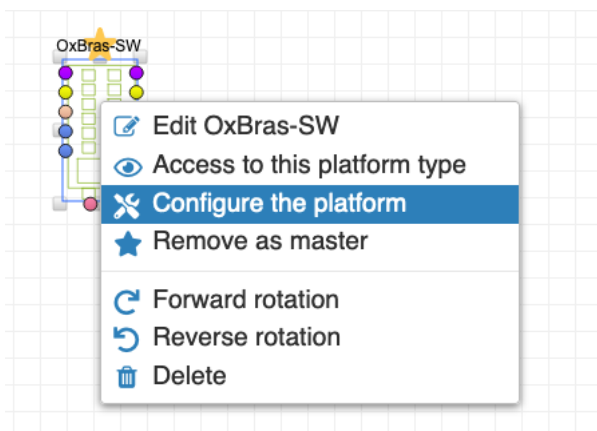 OxBras-SW
Edit OxBras-SW
Access to this platform type
Configure the platform
Remove as master
Forward rotation
Reverse rotation
Delete